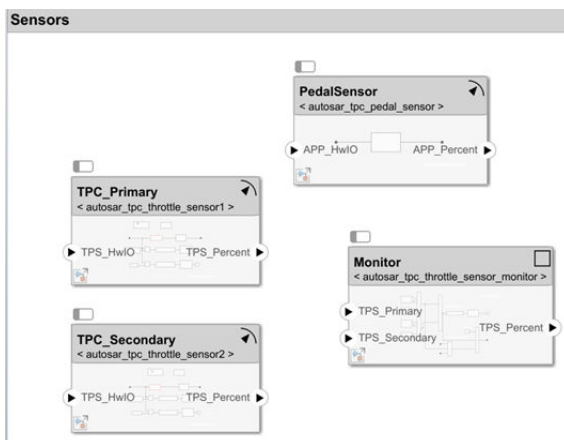 Sensors
PedalSensor
< autosar_tpc_pedal_sensor >
APP_HwIO APP_Percent
TPC_Primary
< autosar_tpc_throttle_sensor1 >
TPS_HwIO TPS_Percent
Monitor
< autosar_tpc_throttle_sensor_monitor >
TPS_Primary
TPS_Secondary
TPS_Percent
TPC_Secondary
< autosar_tpc_throttle_sensor2 >
TPS_HwIO TPS_Percent